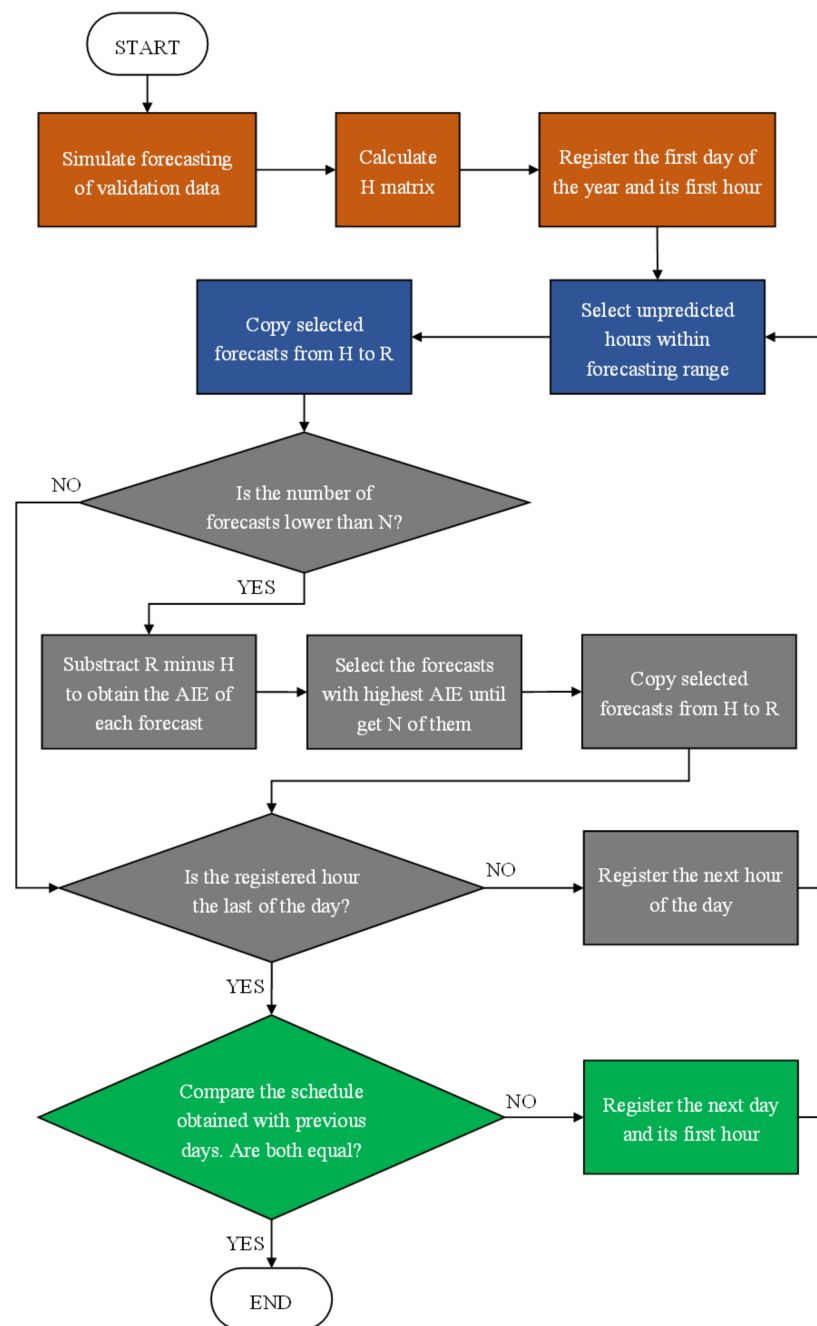 START
Simulate forecasting
of validation data
Calculate
H matrix
Register the first day of
the year and its first hour
Select unpredicted
hours within
forecasting range
Copy selected
forecasts from H to R
Is the number of
forecasts lower than N?
NO
YES
Substract R minus H
to obtain the AIE of
each forecast
Select the forecasts
with highest AIE until
get N of them
Copy selected
forecasts from H to R
Is the registered hour
the last of the day?
NO
Register the next hour
of the day
YES
Compare the schedule
obtained with previous
days. Are both equal?
NO
Register the next day
and its first hour
YES
END